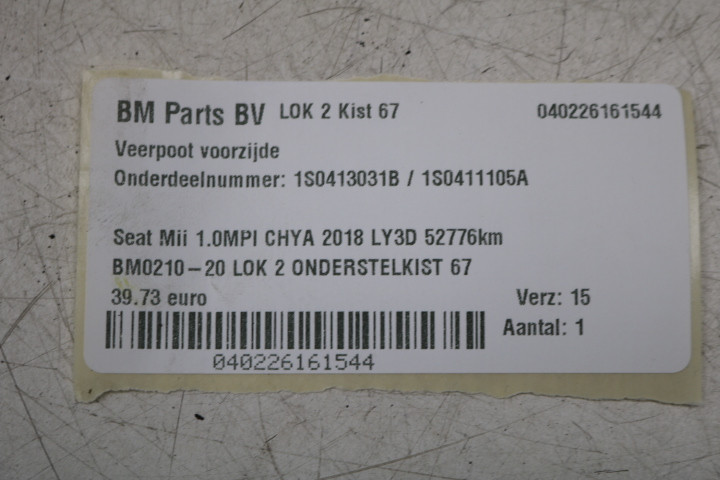 BM Parts BV LOK 2 Kist 67 040226161544
Veerpoot voorzijde
Onderdeelnummer: 1S0413031B / 1S0411105A
Seat Mii 1.0MPI CHYA 2018 LY3D 52776km
BM0210-20 LOK 2 ONDERSTELKIST 67
39.73 euro Verz: 15
Aantal: 1
040226161544